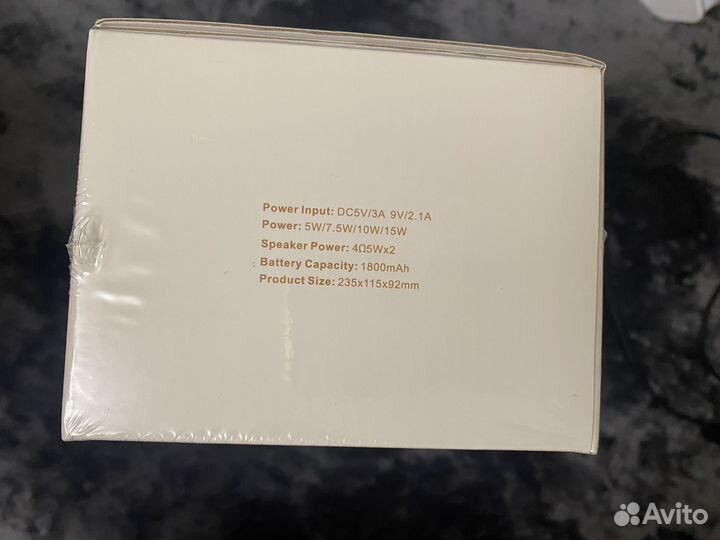 Power Input: DC5V/3A 9V/2.1A
Power: 5W/7.5W/10W/15W
Speaker Power: 4Ω5Wx2
Battery Capacity: 1800mAh
Product Size: 235x115x92mm
Avito